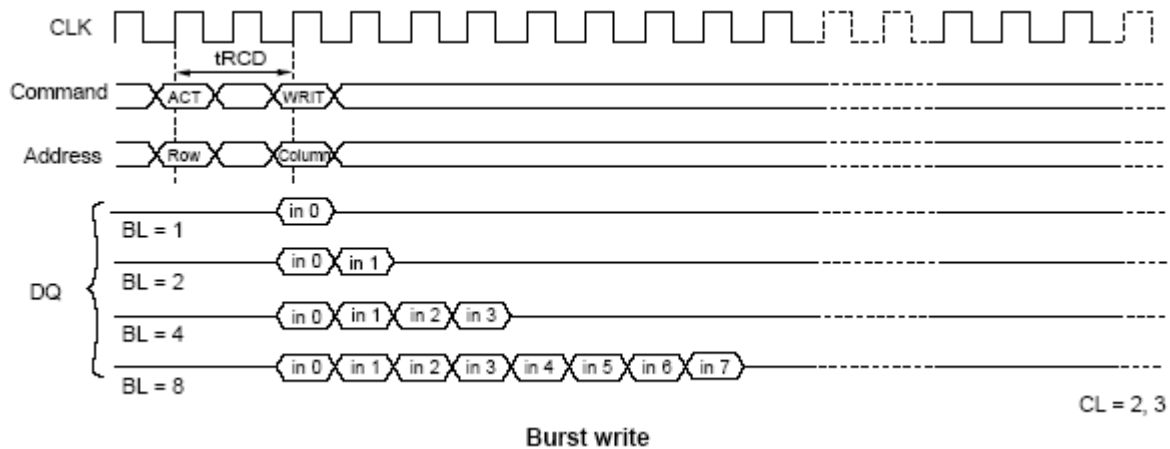 CLK
tRCD
Command ACT WRIT
Address Row Column
in 0
BL = 1
in 0 in 1
BL = 2
DQ
in 0 in 1 in 2 in 3
BL = 4
in 0 in 1 in 2 in 3 in 4 in 5 in 6 in 7
BL = 8
CL = 2, 3
Burst write